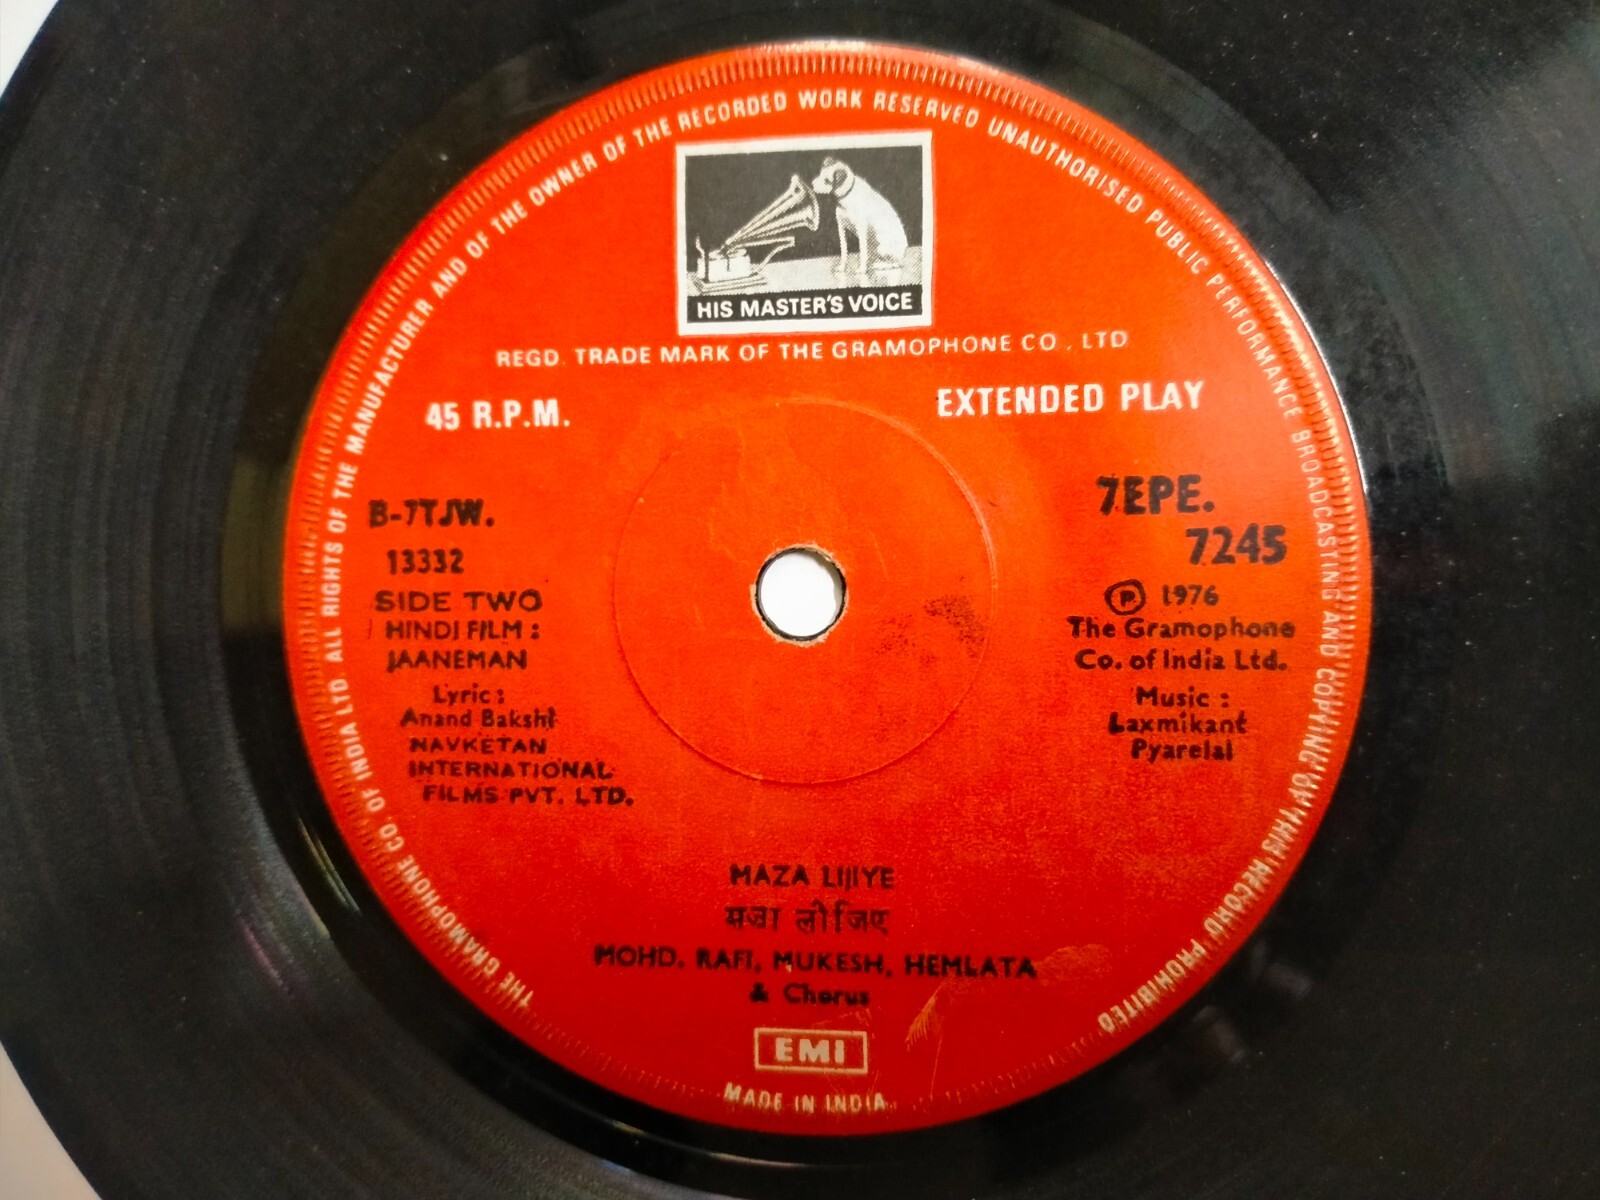 THE GRAMOPHONE CO. OF INDIA LTD. ALL RIGHTS OF THE MANUFACTURER AND OF THE OWNER OF THE RECORDED WORK RESERVED UNAUTHORISED PUBLIC PERFORMANCE BROADCASTING AND COPYING OF THIS RECORD PROHIBITED
HIS MASTER'S VOICE
REGD. TRADE MARK OF THE GRAMOPHONE CO., LTD
45 R.P.M.
EXTENDED PLAY
B-7TJW.
13332
SIDE TWO
HINDI FILM :
JAANEMAN
Lyric :
Anand Bakshi
NAVKETAN
INTERNATIONAL
FILMS PVT. LTD.
7EPE.
7245
Ⓟ 1976
The Gramophone
Co. of India Ltd.
Music :
Laxmikant
Pyarelal
MAZA LIJIYE
मज़ा लीजिए
MOHD. RAFI, MUKESH, HEMLATA
& Chorus
EMI
MADE IN INDIA